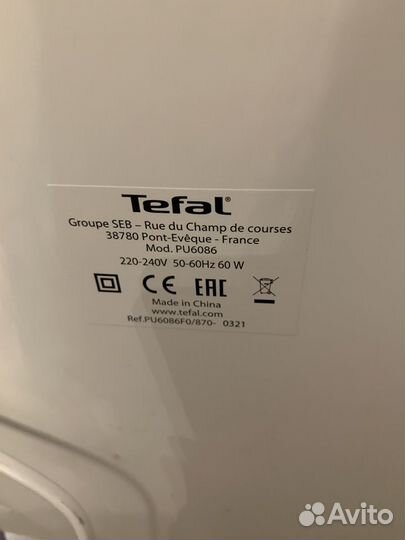 Tefal
Groupe SEB – Rue du Champ de courses
38780 Pont-Evêque - France
Mod. PU6086
220-240V 50-60Hz 60 W
CE EAC
Made in China
www.tefal.com
Ref.PU6086F0/870- 0321
Avito